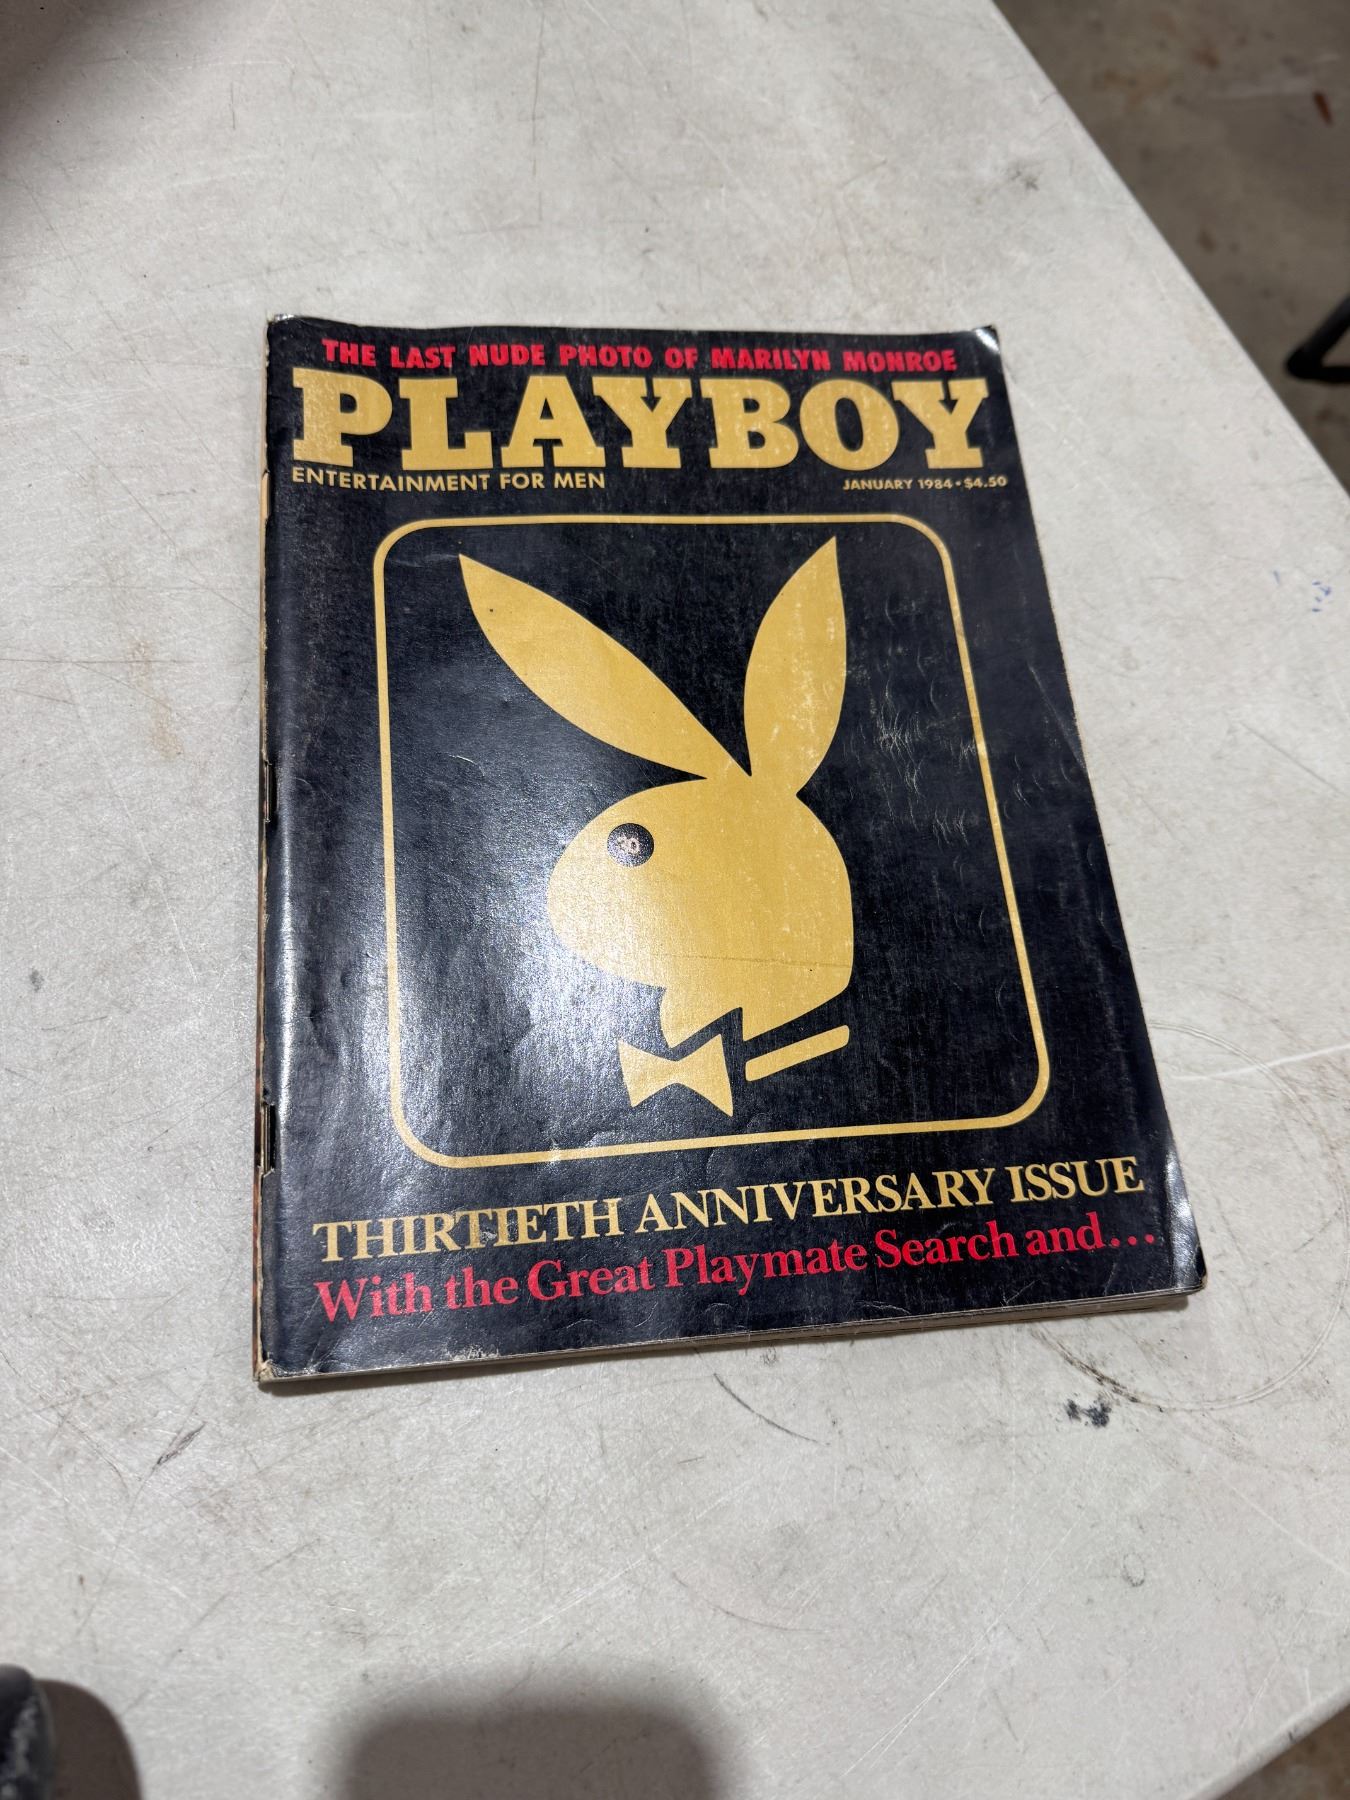 THE LAST NUDE PHOTO OF MARILYN MONROE
PLAYBOY
ENTERTAINMENT FOR MEN
JANUARY 1984 • $4.50
30
THIRTIETH ANNIVERSARY ISSUE
With the Great Playmate Search and...